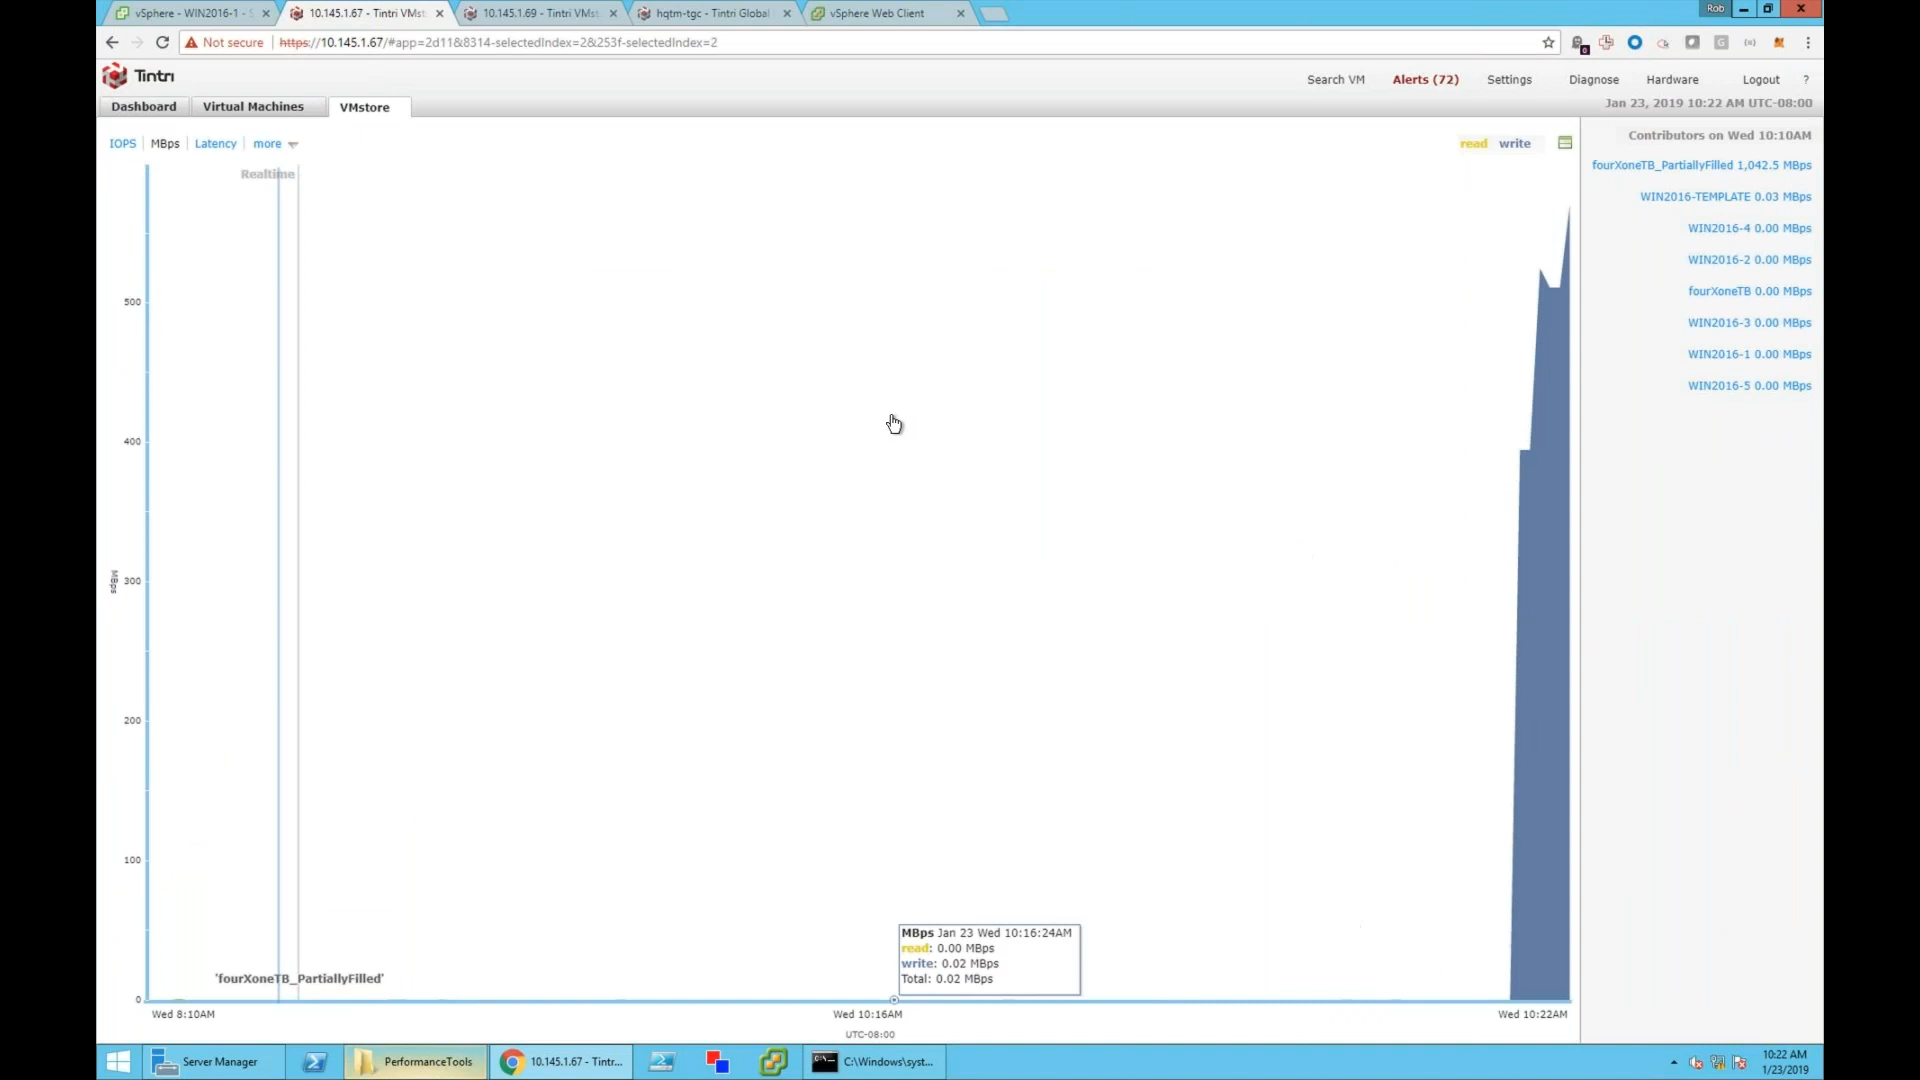 vSphere - WIN2016-1 - S
10.145.1.67 - Tintri VMst
10.145.1.69 - Tintri VMst
hqtm-tgc - Tintri Global
vSphere Web Client
Rob
Not secure
https://10.145.1.67/#app=2d11&8314-selectedIndex=2&253f-selectedIndex=2
Tintri
Search VM
Alerts (72)
Settings
Diagnose
Hardware
Logout
?
Dashboard
Virtual Machines
VMstore
Jan 23, 2019 10:22 AM UTC-08:00
IOPS
MBps
Latency
more
read
write
Contributors on Wed 10:10AM
fourXoneTB_PartiallyFilled 1,042.5 MBps
WIN2016-TEMPLATE 0.03 MBps
WIN2016-4 0.00 MBps
WIN2016-2 0.00 MBps
fourXoneTB 0.00 MBps
WIN2016-3 0.00 MBps
WIN2016-1 0.00 MBps
WIN2016-5 0.00 MBps
Realtime
500
400
300
200
100
0
MBps
'fourXoneTB_PartiallyFilled'
MBps Jan 23 Wed 10:16:24AM
read: 0.00 MBps
write: 0.02 MBps
Total: 0.02 MBps
Wed 8:10AM
Wed 10:16AM
Wed 10:22AM
UTC-08:00
Server Manager
PerformanceTools
10.145.1.67 - Tintr...
C:\Windows\syst...
10:22 AM
1/23/2019